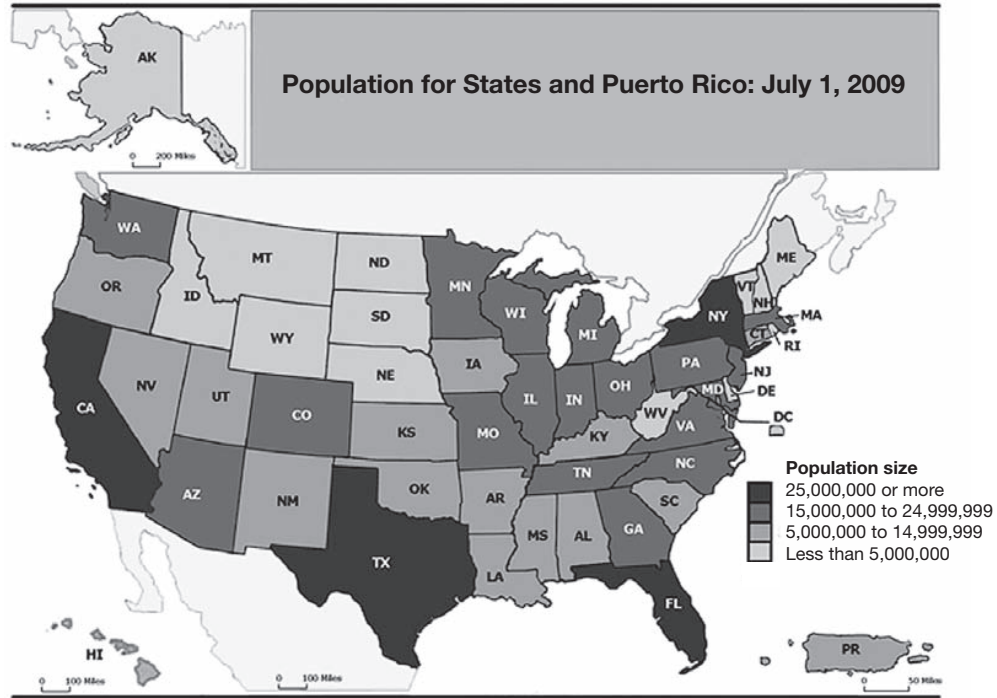 AK
Population for States and Puerto Rico: July 1, 2009
0 200 Miles
WA
MT
ND
MN
ME
OR
ID
SD
WI
MI
VT
NH
NY
MA
WY
CT
RI
IA
NE
PA
NJ
NV
UT
IL
IN
OH
MD
DE
CA
CO
WV
DC
KS
MO
KY
VA
TN
NC
AZ
NM
OK
AR
SC
MS
AL
GA
TX
LA
FL
Population size
25,000,000 or more
15,000,000 to 24,999,999
5,000,000 to 14,999,999
Less than 5,000,000
HI
PR
0 100 Miles
0 100 Miles
0 50 Miles